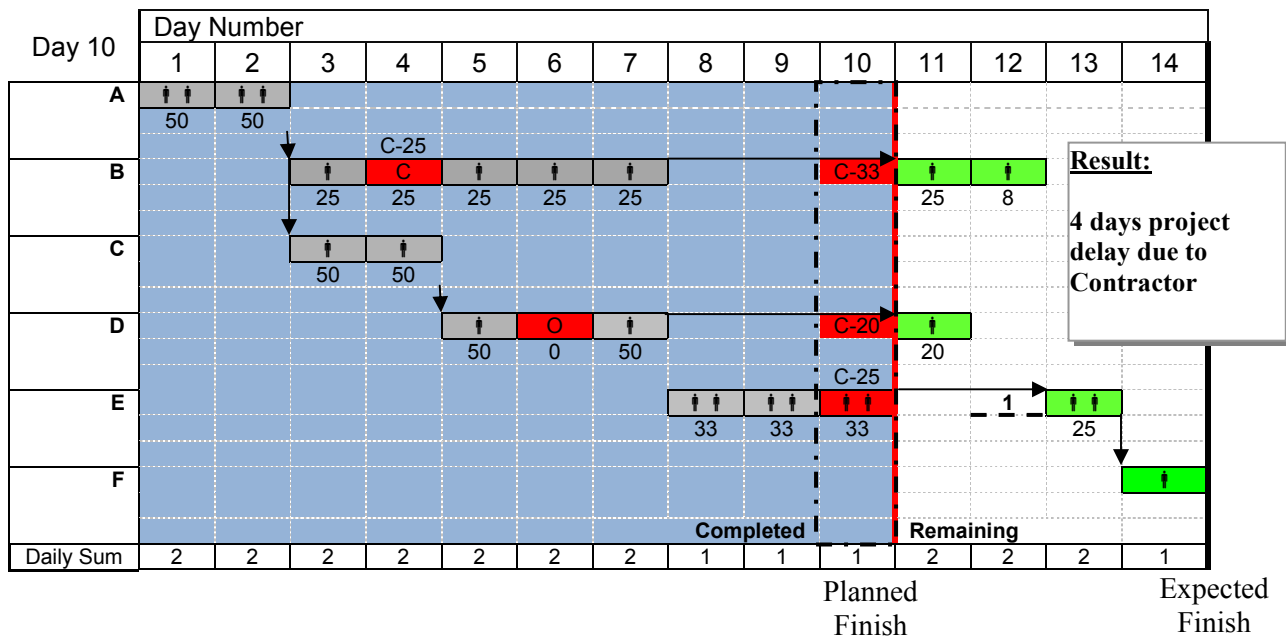 Day 10
Day Number
1 2 3 4 5 6 7 8 9 10 11 12 13 14
A
50 50
C-25
B C C-33
25 25 25 25 25 25 8
C
50 50
D O C-20
50 0 50 20
C-25
E 1
33 33 33 25
F
Completed Remaining
Daily Sum 2 2 2 2 2 2 2 1 1 1 2 2 2 1
Planned
Finish
Expected
Finish
Result:
4 days project
delay due to
Contractor